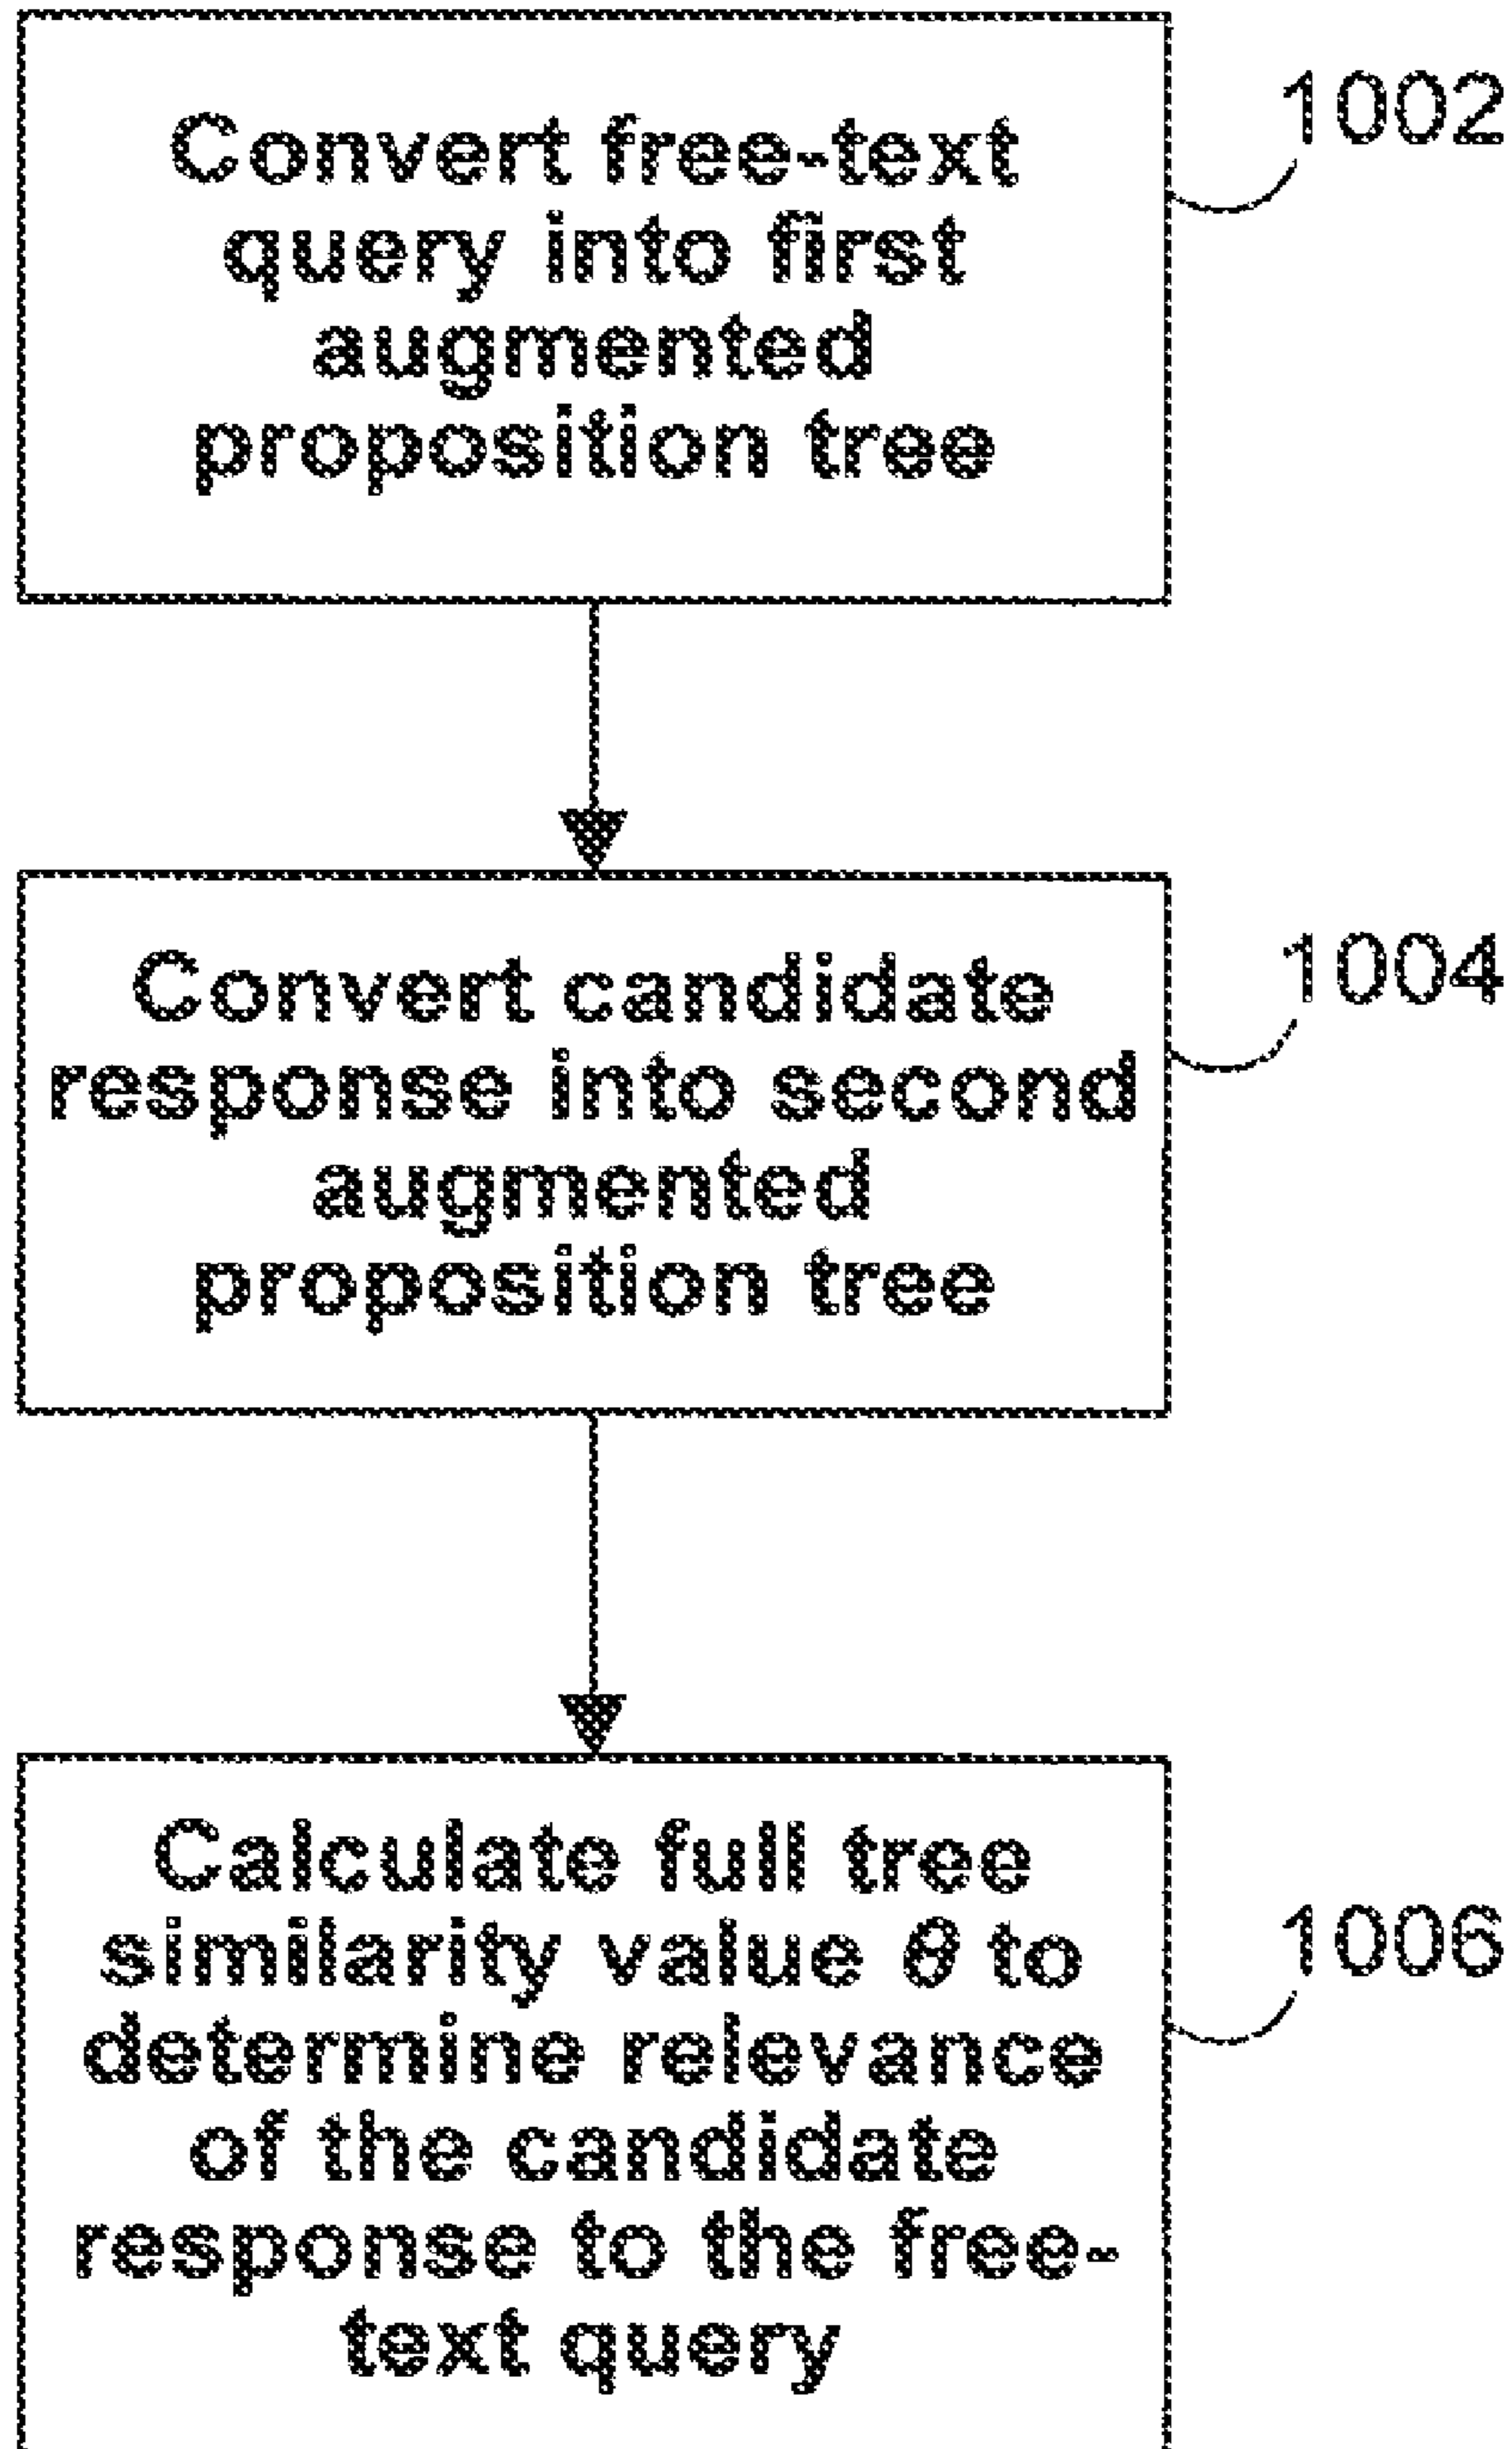 Convert free-text
query into first
augmented
proposition tree
1002
Convert candidate
response into second
augmented
proposition tree
1004
Calculate full tree
similarity value θ to
determine relevance
of the candidate
response to the free-
text query
1006